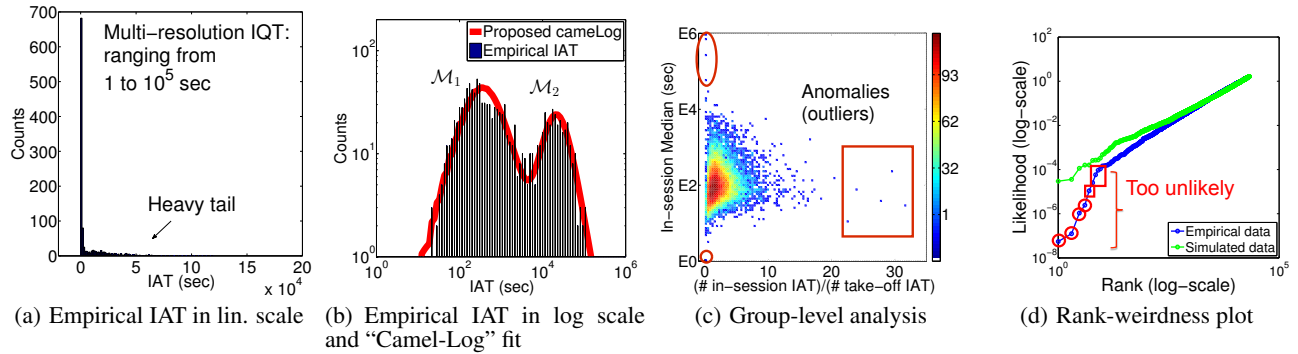 700
600
500
400
300
200
100
0
Counts
Multi-resolution IQT:
ranging from
1 to 10^5 sec
Heavy tail
0 5 10 15 20
IAT (sec)
x 10^4
(a) Empirical IAT in lin. scale
10^2
10^1
10^0
Counts
Proposed cameLog
Empirical IAT
M_1
M_2
10^0 10^2 10^4 10^6
IAT (sec)
(b) Empirical IAT in log scale
and “Camel-Log” fit
E6
E4
E2
E0
In-session Median (sec)
Anomalies
(outliers)
93
60
32
1
0 10 20 30
(# in-session IAT)/(# take-off IAT)
(c) Group-level analysis
10^0
10^-2
10^-4
10^-6
10^-8
Likelihood (log-scale)
Too unlikely
Empirical data
Simulated data
10^0 10^5
Rank (log-scale)
(d) Rank-weirdness plot